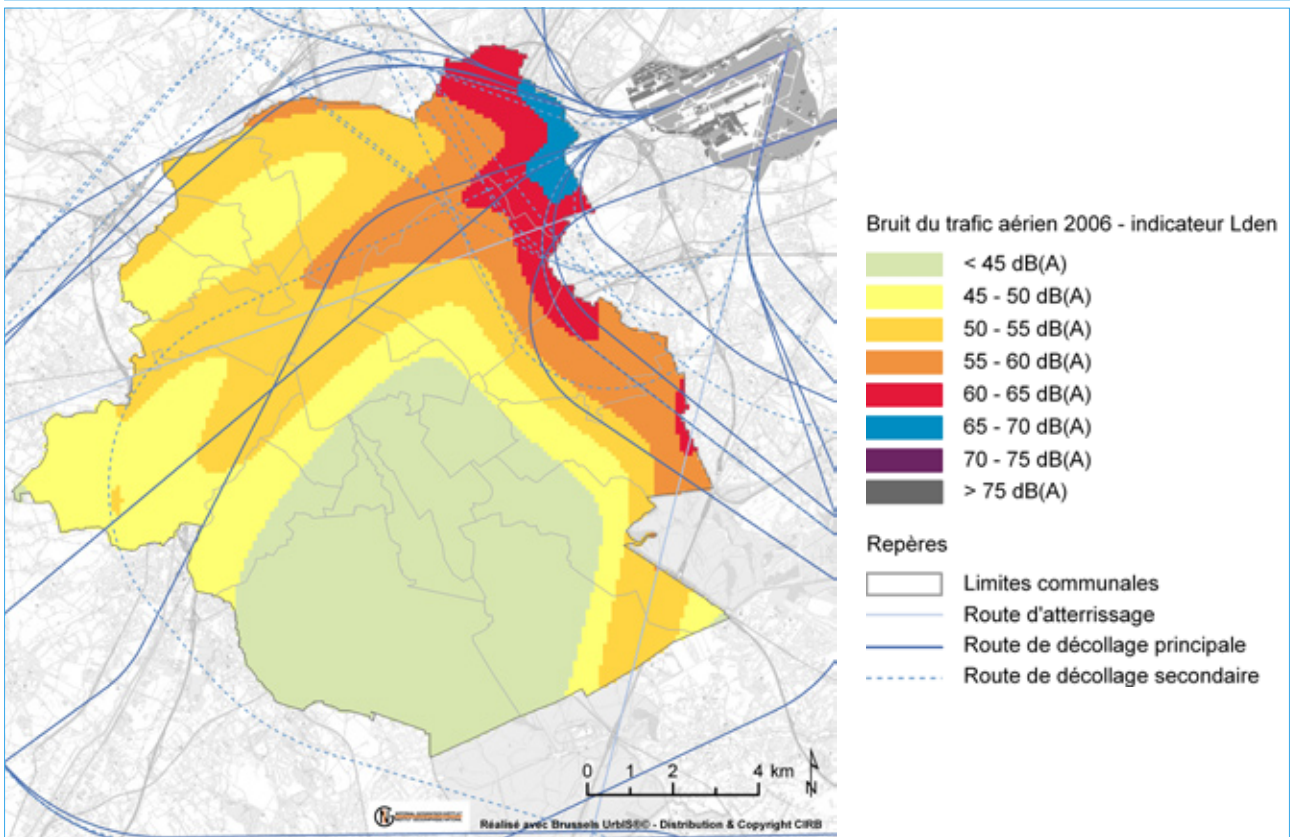 Bruit du trafic aérien 2006 - indicateur Lden
< 45 dB(A)
45 - 50 dB(A)
50 - 55 dB(A)
55 - 60 dB(A)
60 - 65 dB(A)
65 - 70 dB(A)
70 - 75 dB(A)
> 75 dB(A)
Repères
Limites communales
Route d'atterrissage
Route de décollage principale
Route de décollage secondaire
0 1 2 4 km
N
Réalisé avec Brussels UrbIS®© - Distribution & Copyright CIRB